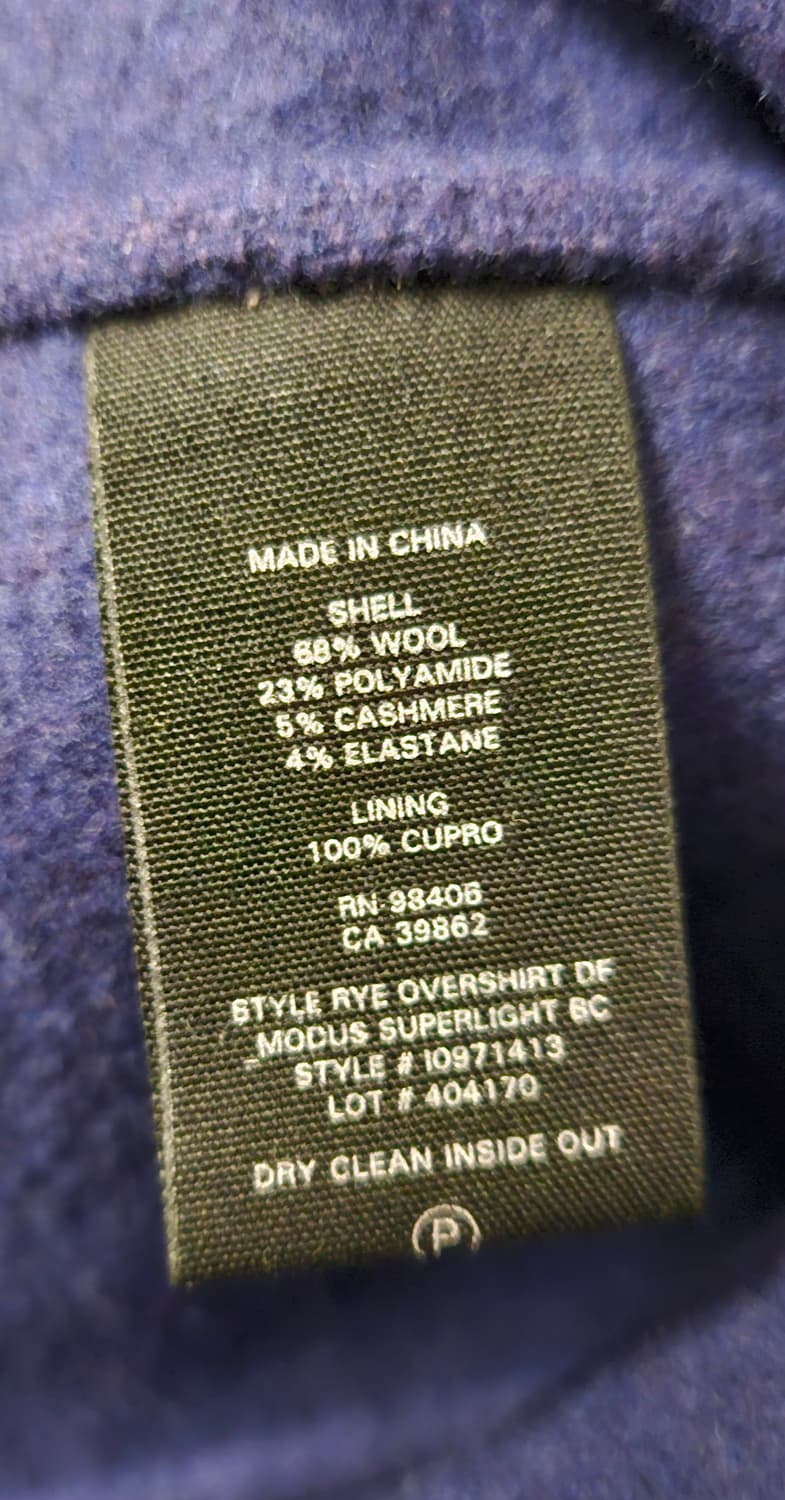 MADE IN CHINA
SHELL
68% WOOL
23% POLYAMIDE
5% CASHMERE
4% ELASTANE
LINING
100% CUPRO
RN 98406
CA 39862
STYLE RYE OVERSHIRT DF
MODUS SUPERLIGHT BC
STYLE # I0971413
LOT # 404170
DRY CLEAN INSIDE OUT
P